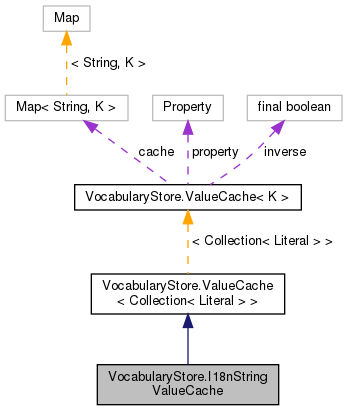 Map
< String, K >
Map< String, K >
Property
final boolean
cache
property
inverse
VocabularyStore.ValueCache< K >
< Collection< Literal > >
VocabularyStore.ValueCache
< Collection< Literal > >
VocabularyStore.I18nString
ValueCache